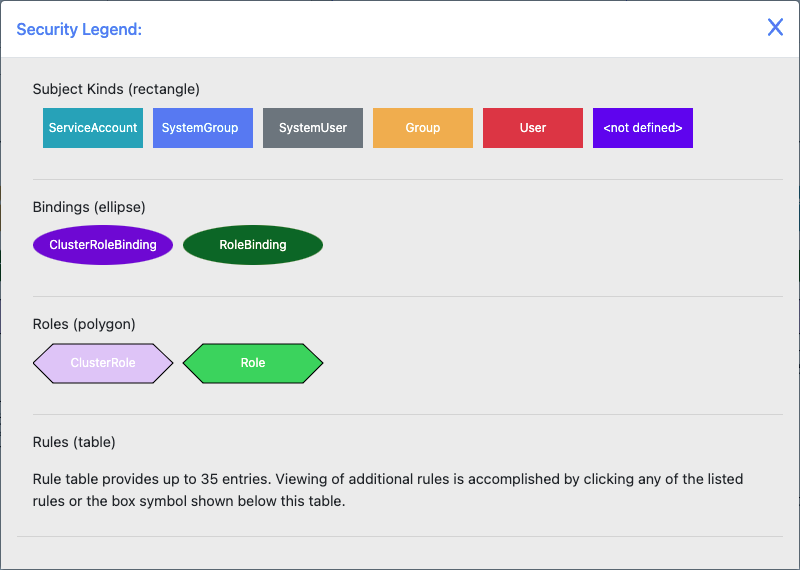 Security Legend:
X
Subject Kinds (rectangle)
ServiceAccount SystemGroup SystemUser Group User <not defined>
Bindings (ellipse)
ClusterRoleBinding RoleBinding
Roles (polygon)
ClusterRole Role
Rules (table)
Rule table provides up to 35 entries. Viewing of additional rules is accomplished by clicking any of the listed
rules or the box symbol shown below this table.